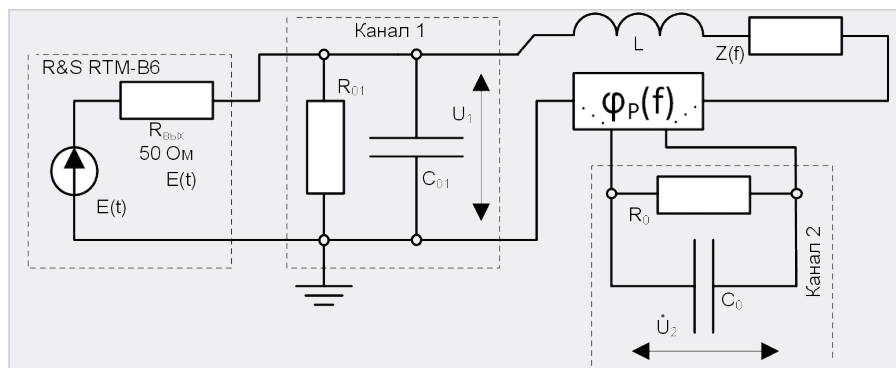 Канал 1
R&S RTM-B6
Rвых
50 Ом
E(t)
E(t)
R01
C01
U1
L
Z(f)
φP(f)
R0
C0
U̇2
Канал 2